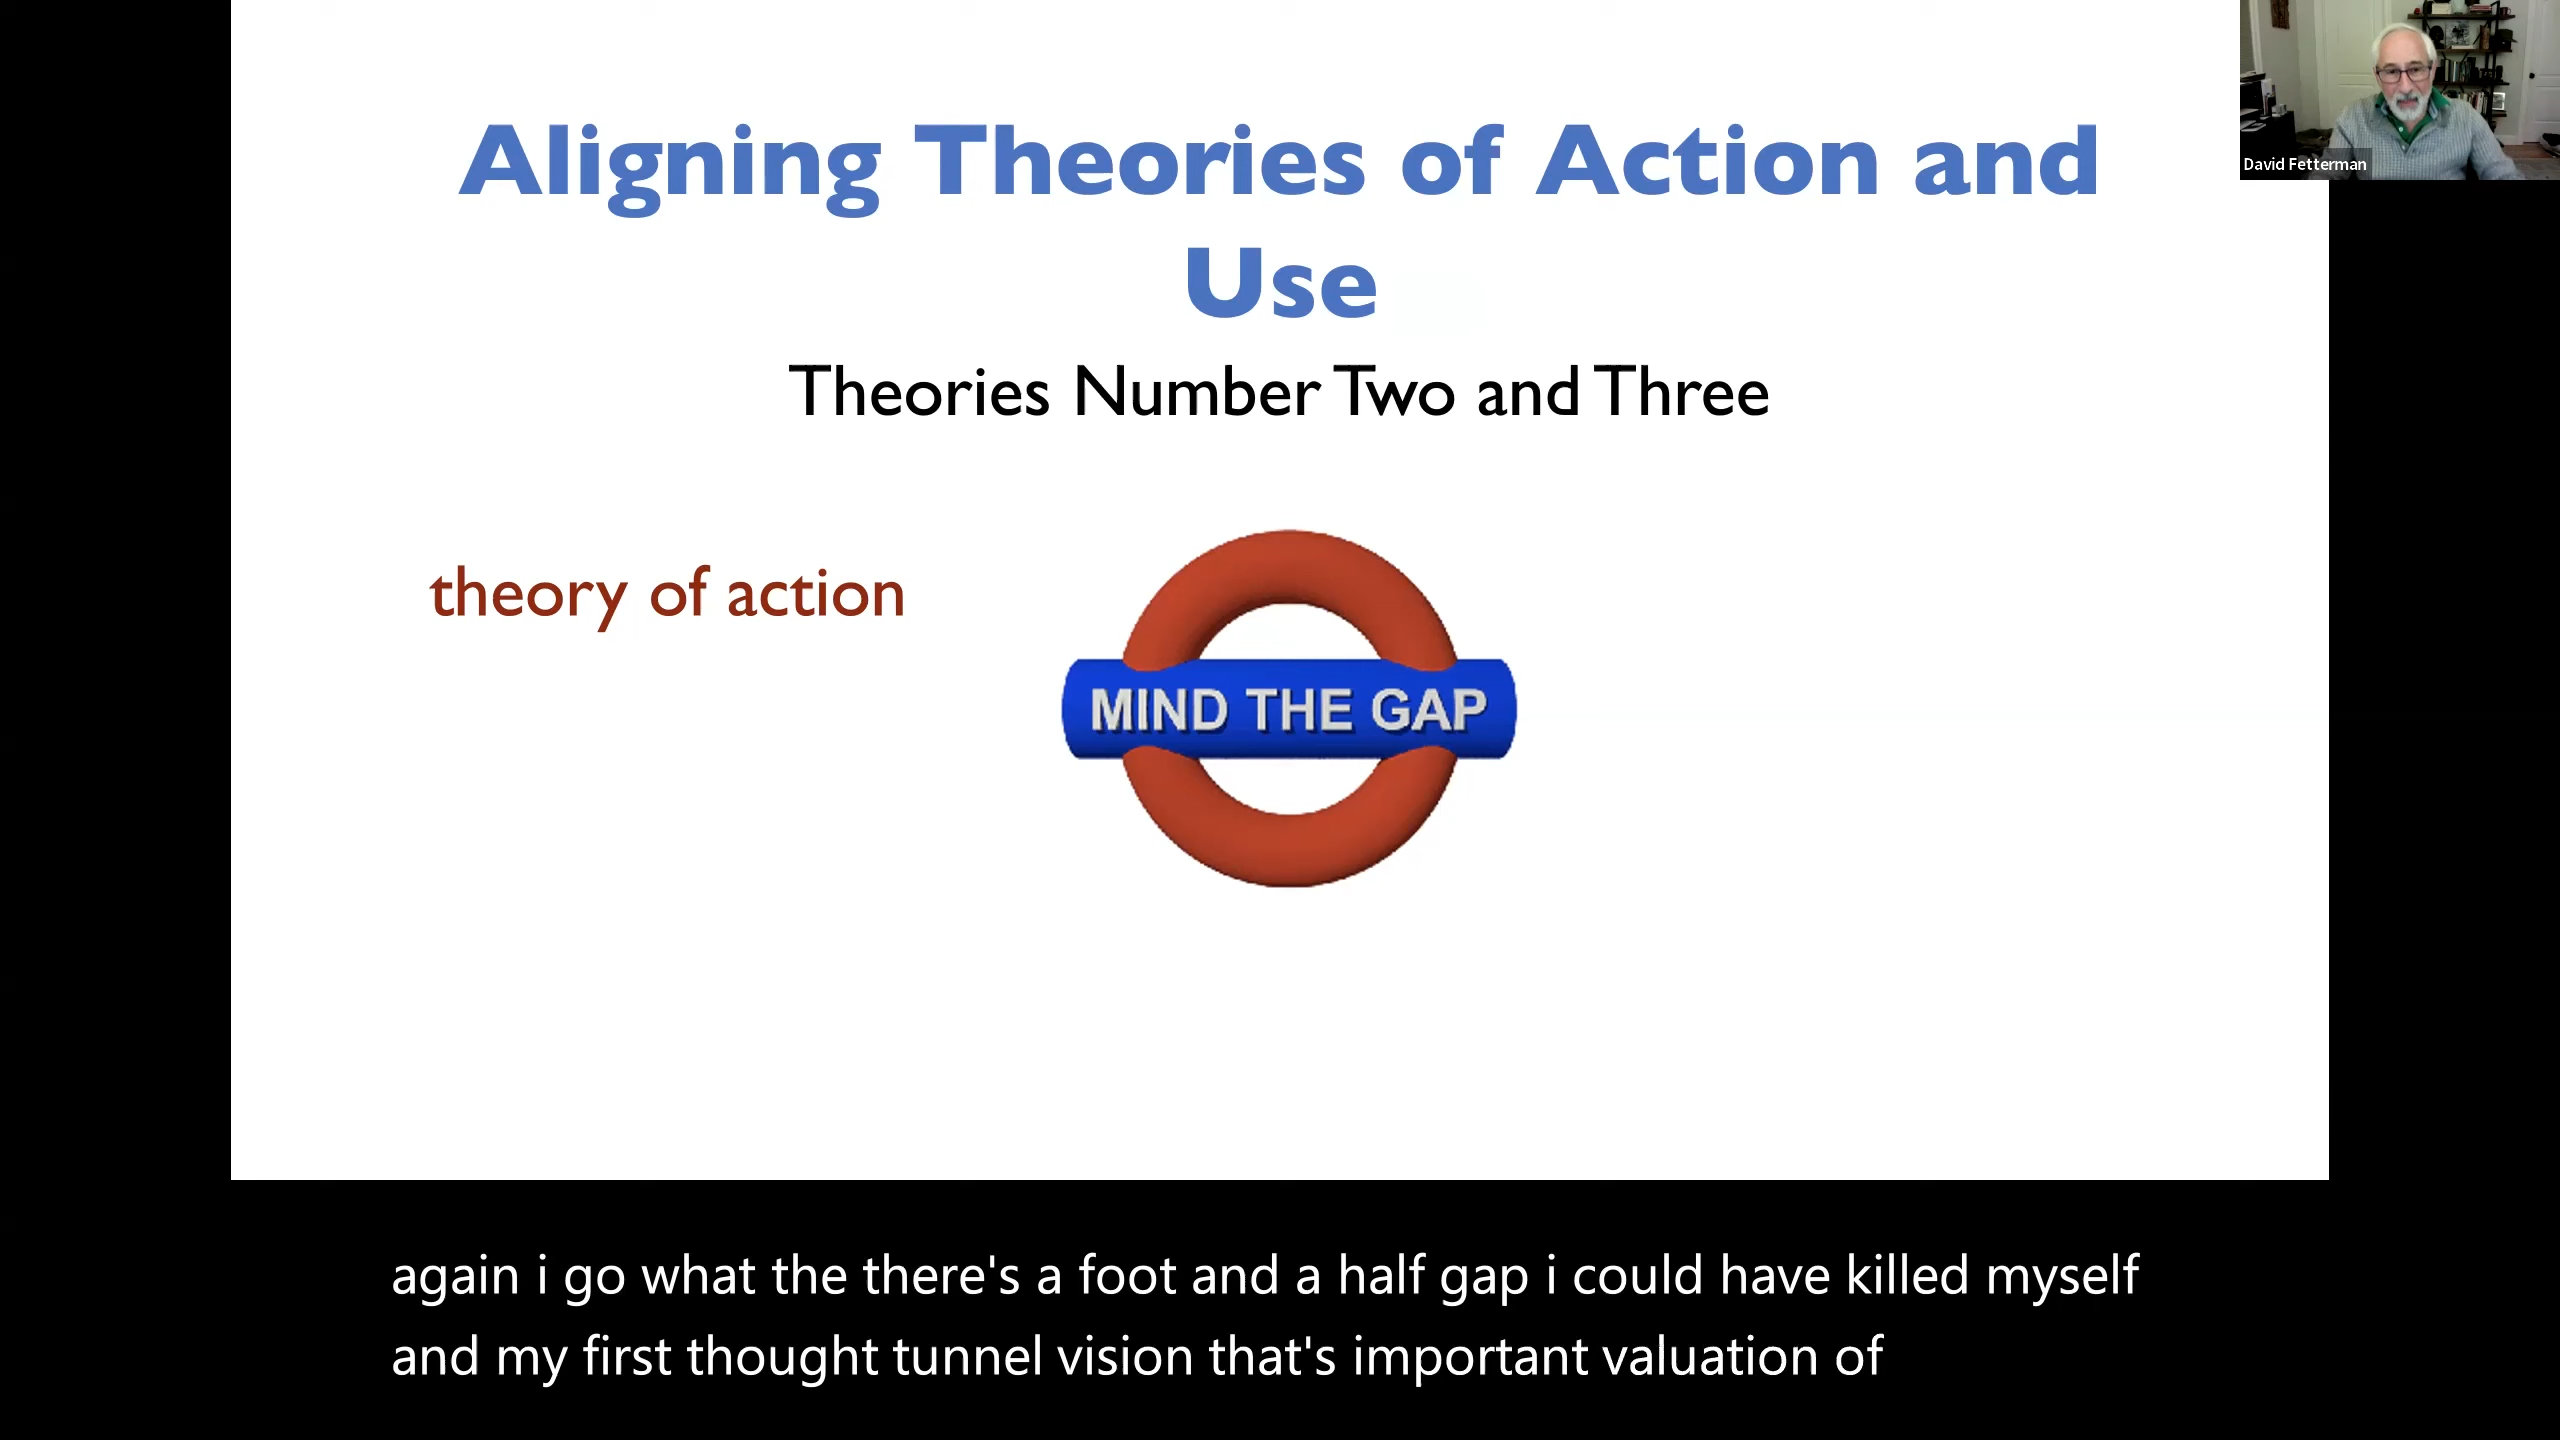 Aligning Theories of Action and
Use
Theories Number Two and Three
theory of action
MIND THE GAP
David Fetterman
again i go what the there's a foot and a half gap i could have killed myself
and my first thought tunnel vision that's important valuation of